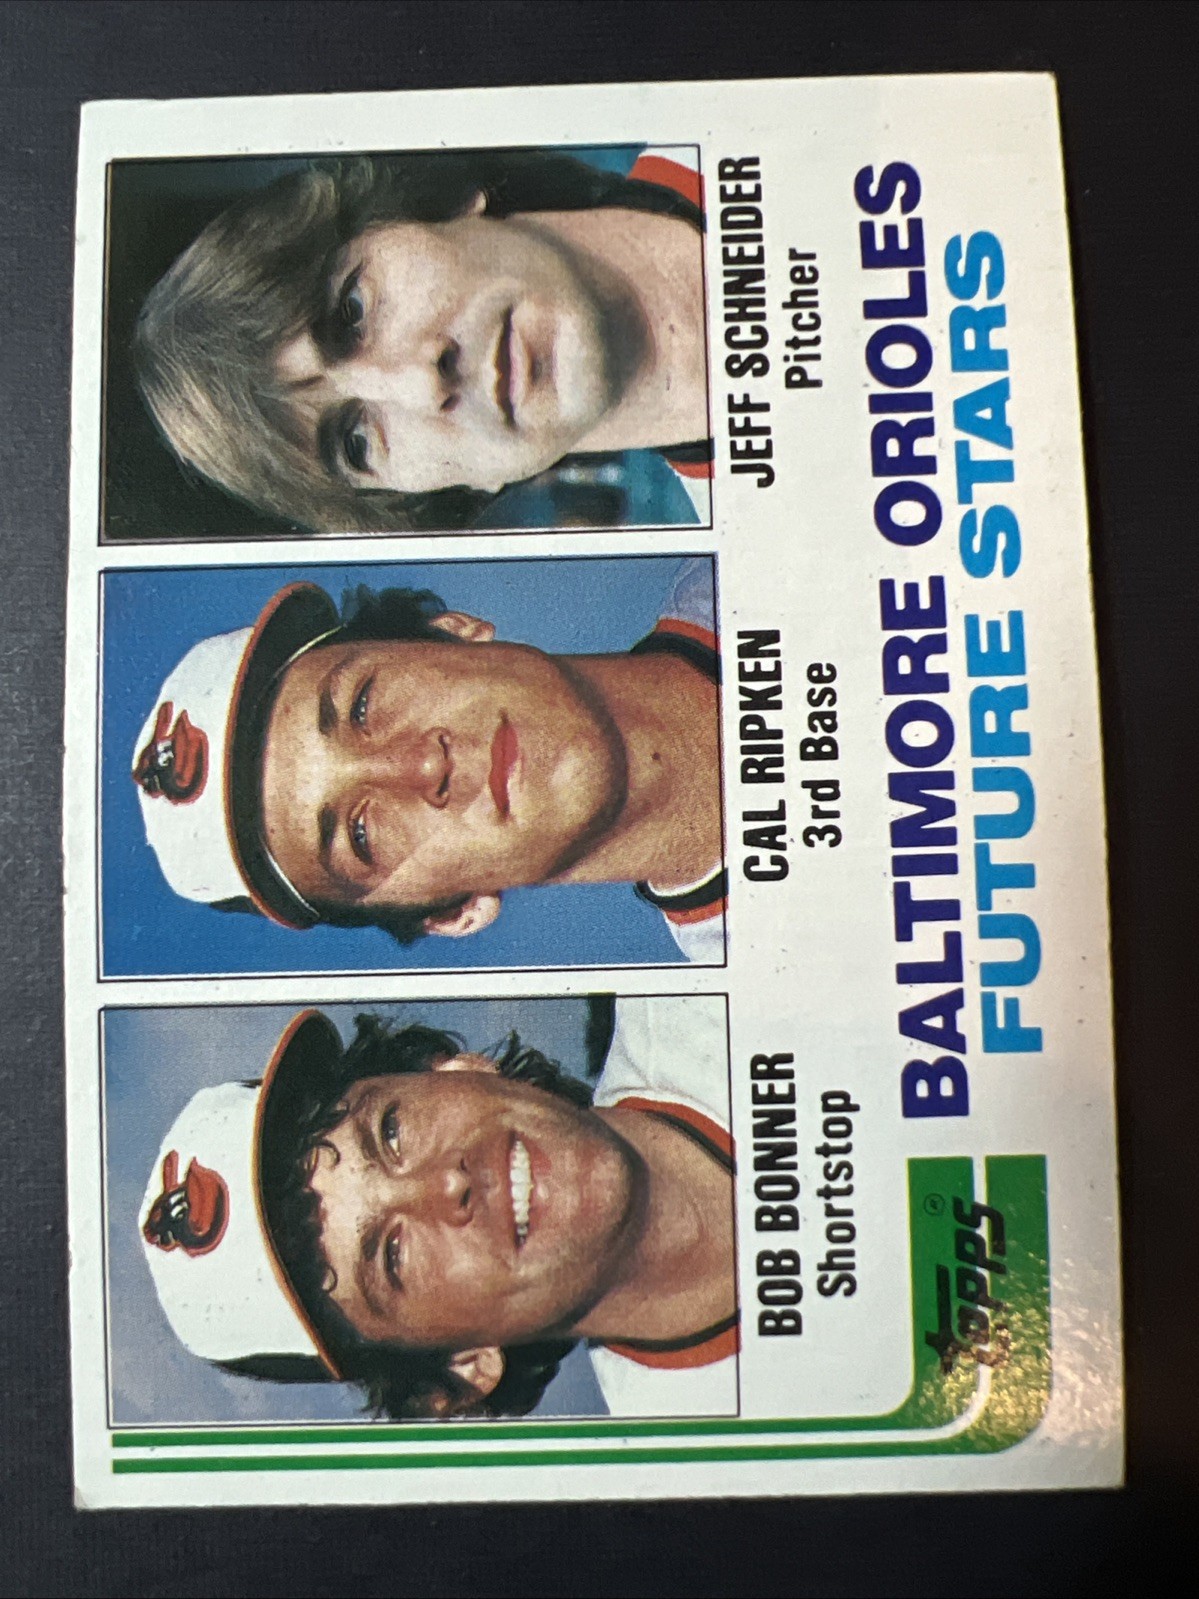 BOB BONNER
Shortstop
CAL RIPKEN
3rd Base
JEFF SCHNEIDER
Pitcher
topps®
BALTIMORE ORIOLES
FUTURE STARS